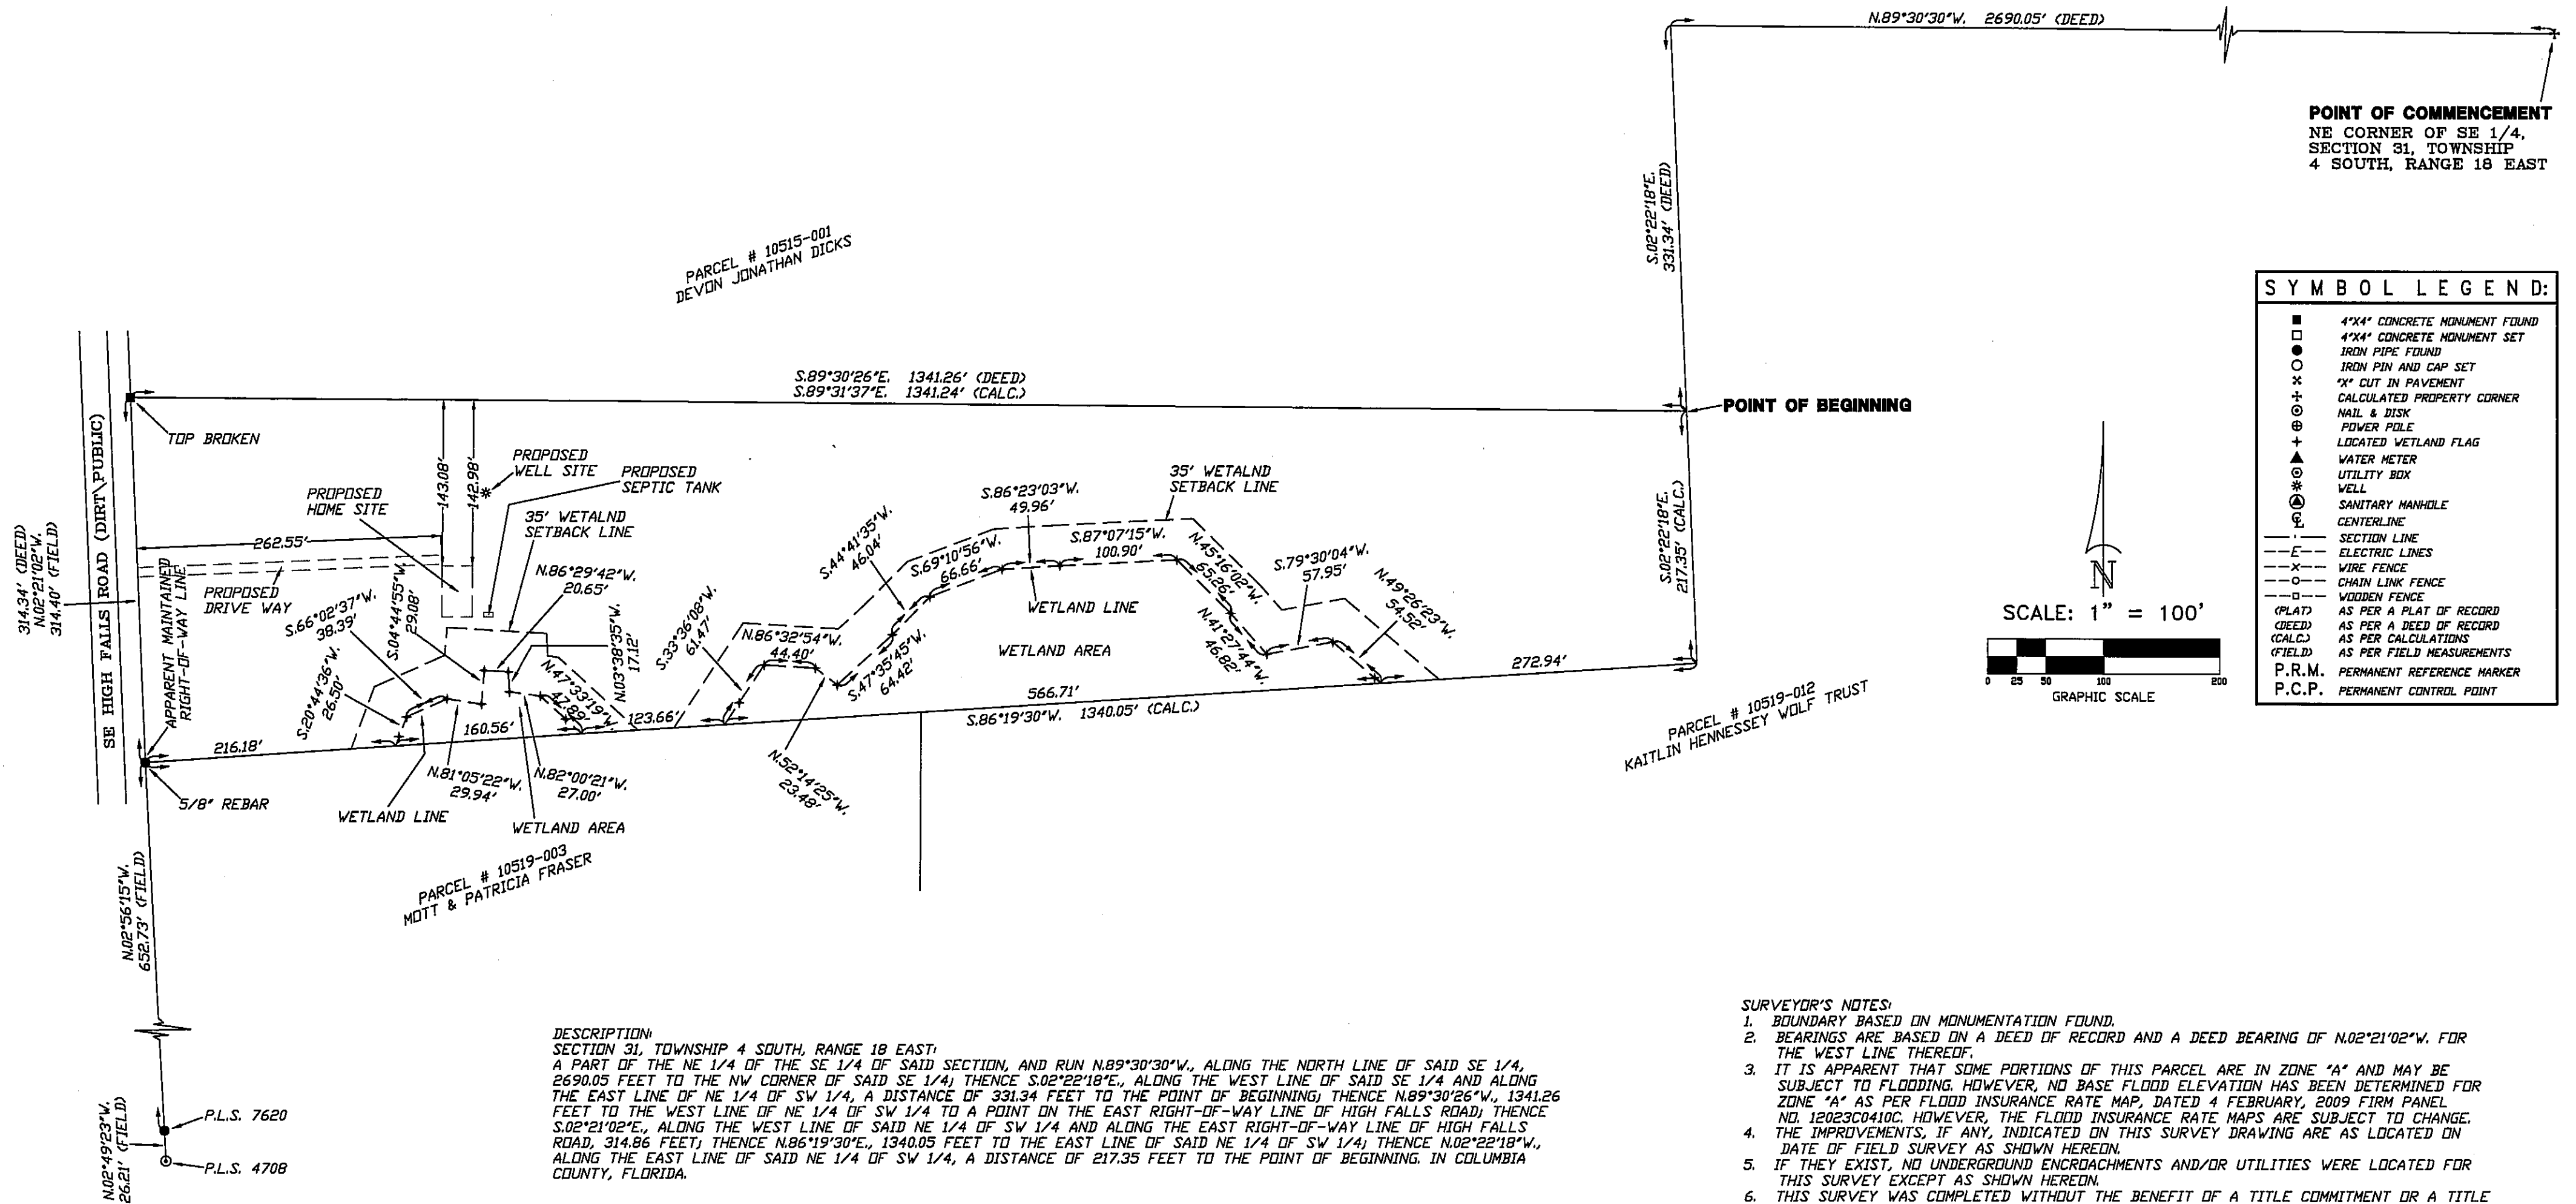 N.89°30'30"W. 2690.05' (DEED)
POINT OF COMMENCEMENT
NE CORNER OF SE 1/4,
SECTION 31, TOWNSHIP
4 SOUTH, RANGE 18 EAST
S.02°22'18"E.
331.34' (DEED)
PARCEL # 10515-001
DEVON JONATHAN DICKS
S.89°30'26"E. 1341.26' (DEED)
S.89°31'37"E. 1341.24' (CALC.)
POINT OF BEGINNING
TOP BROKEN
SE HIGH FALLS ROAD (DIRT\PUBLIC)
314.34' (DEED)
N.02°21'02"W.
314.40' (FIELD)
APPARENT MAINTAINED
RIGHT-OF-WAY LINE
143.08'
142.98'
PROPOSED
WELL SITE
PROPOSED
SEPTIC TANK
PROPOSED
HOME SITE
35' WETALND
SETBACK LINE
262.55'
PROPOSED
DRIVE WAY
35' WETALND
SETBACK LINE
S.02°22'18"E.
217.35' (CALC.)
S.20°44'36"W.
26.50'
S.66°02'37"W.
38.39'
S.04°44'55"W.
29.08'
N.86°29'42"W.
20.65'
N.03°38'35"W.
17.12'
N.47°33'19"W.
47.89'
S.33°36'08"W.
61.47'
N.86°32'54"W.
44.40'
S.44°41'35"W.
46.04'
S.47°35'45"W.
64.42'
S.69°10'56"W.
66.66'
S.86°23'03"W.
49.96'
S.87°07'15"W.
100.90'
N.45°16'02"W.
65.26'
N.41°27'44"W.
46.82'
S.79°30'04"W.
57.95'
N.49°26'23"W.
54.52'
WETLAND LINE
WETLAND AREA
216.18'
160.56'
123.66'
566.71'
272.94'
S.86°19'30"W. 1340.05' (CALC.)
N.81°05'22"W.
29.94'
N.82°00'21"W.
27.00'
N.52°14'25"W.
23.48'
WETLAND LINE
WETLAND AREA
5/8" REBAR
PARCEL # 10519-003
MOTT & PATRICIA FRASER
PARCEL # 10519-012
KAITLIN HENNESSEY WOLF TRUST
N.02°56'15"W.
652.73' (FIELD)
N.02°49'23"W.
26.21' (FIELD)
P.L.S. 7620
P.L.S. 4708
N
SCALE: 1" = 100'
0 25 50 100 200
GRAPHIC SCALE
SYMBOL LEGEND:
4"X4" CONCRETE MONUMENT FOUND
4"X4" CONCRETE MONUMENT SET
IRON PIPE FOUND
IRON PIN AND CAP SET
"X" CUT IN PAVEMENT
CALCULATED PROPERTY CORNER
NAIL & DISK
POWER POLE
LOCATED WETLAND FLAG
WATER METER
UTILITY BOX
WELL
SANITARY MANHOLE
CENTERLINE
SECTION LINE
E ELECTRIC LINES
x WIRE FENCE
CHAIN LINK FENCE
WOODEN FENCE
(PLAT) AS PER A PLAT OF RECORD
(DEED) AS PER A DEED OF RECORD
(CALC.) AS PER CALCULATIONS
(FIELD) AS PER FIELD MEASUREMENTS
P.R.M. PERMANENT REFERENCE MARKER
P.C.P. PERMANENT CONTROL POINT
DESCRIPTION:
SECTION 31, TOWNSHIP 4 SOUTH, RANGE 18 EAST:
A PART OF THE NE 1/4 OF THE SE 1/4 OF SAID SECTION, AND RUN N.89°30'30"W., ALONG THE NORTH LINE OF SAID SE 1/4,
2690.05 FEET TO THE NW CORNER OF SAID SE 1/4; THENCE S.02°22'18"E., ALONG THE WEST LINE OF SAID SE 1/4 AND ALONG
THE EAST LINE OF NE 1/4 OF SW 1/4, A DISTANCE OF 331.34 FEET TO THE POINT OF BEGINNING; THENCE N.89°30'26"W., 1341.26
FEET TO THE WEST LINE OF NE 1/4 OF SW 1/4 TO A POINT ON THE EAST RIGHT-OF-WAY LINE OF HIGH FALLS ROAD; THENCE
S.02°21'02"E., ALONG THE WEST LINE OF SAID NE 1/4 OF SW 1/4 AND ALONG THE EAST RIGHT-OF-WAY LINE OF HIGH FALLS
ROAD, 314.86 FEET; THENCE N.86°19'30"E., 1340.05 FEET TO THE EAST LINE OF SAID NE 1/4 OF SW 1/4; THENCE N.02°22'18"W.,
ALONG THE EAST LINE OF SAID NE 1/4 OF SW 1/4, A DISTANCE OF 217.35 FEET TO THE POINT OF BEGINNING. IN COLUMBIA
COUNTY, FLORIDA.
SURVEYOR'S NOTES:
1. BOUNDARY BASED ON MONUMENTATION FOUND.
2. BEARINGS ARE BASED ON A DEED OF RECORD AND A DEED BEARING OF N.02°21'02"W. FOR
THE WEST LINE THEREOF.
3. IT IS APPARENT THAT SOME PORTIONS OF THIS PARCEL ARE IN ZONE "A" AND MAY BE
SUBJECT TO FLOODING. HOWEVER, NO BASE FLOOD ELEVATION HAS BEEN DETERMINED FOR
ZONE "A" AS PER FLOOD INSURANCE RATE MAP, DATED 4 FEBRUARY, 2009 FIRM PANEL
NO. 12023C0410C. HOWEVER, THE FLOOD INSURANCE RATE MAPS ARE SUBJECT TO CHANGE.
4. THE IMPROVEMENTS, IF ANY, INDICATED ON THIS SURVEY DRAWING ARE AS LOCATED ON
DATE OF FIELD SURVEY AS SHOWN HEREON.
5. IF THEY EXIST, NO UNDERGROUND ENCROACHMENTS AND/OR UTILITIES WERE LOCATED FOR
THIS SURVEY EXCEPT AS SHOWN HEREON.
6. THIS SURVEY WAS COMPLETED WITHOUT THE BENEFIT OF A TITLE COMMITMENT OR A TITLE